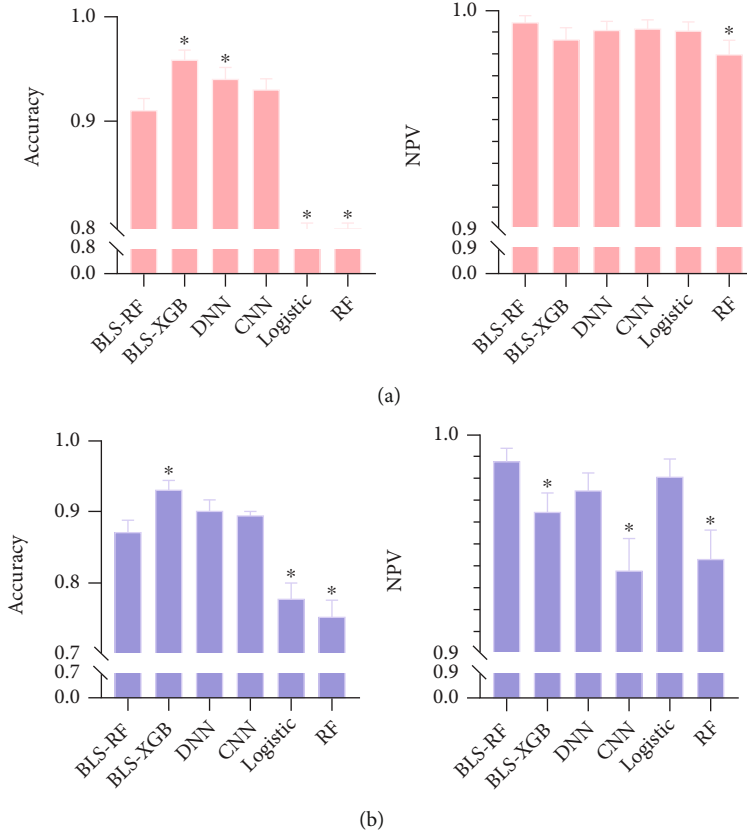 Accuracy
1.0
0.9
0.8
0.8
0.0
* * * *
BLS-RF
BLS-XGB
DNN
CNN
Logistic
RF
NPV
1.0
0.9
0.9
0.0
*
BLS-RF
BLS-XGB
DNN
CNN
Logistic
RF
(a)
Accuracy
1.0
0.9
0.8
0.7
0.7
0.0
* * *
BLS-RF
BLS-XGB
DNN
CNN
Logistic
RF
NPV
1.0
0.9
0.9
0.0
* * *
BLS-RF
BLS-XGB
DNN
CNN
Logistic
RF
(b)